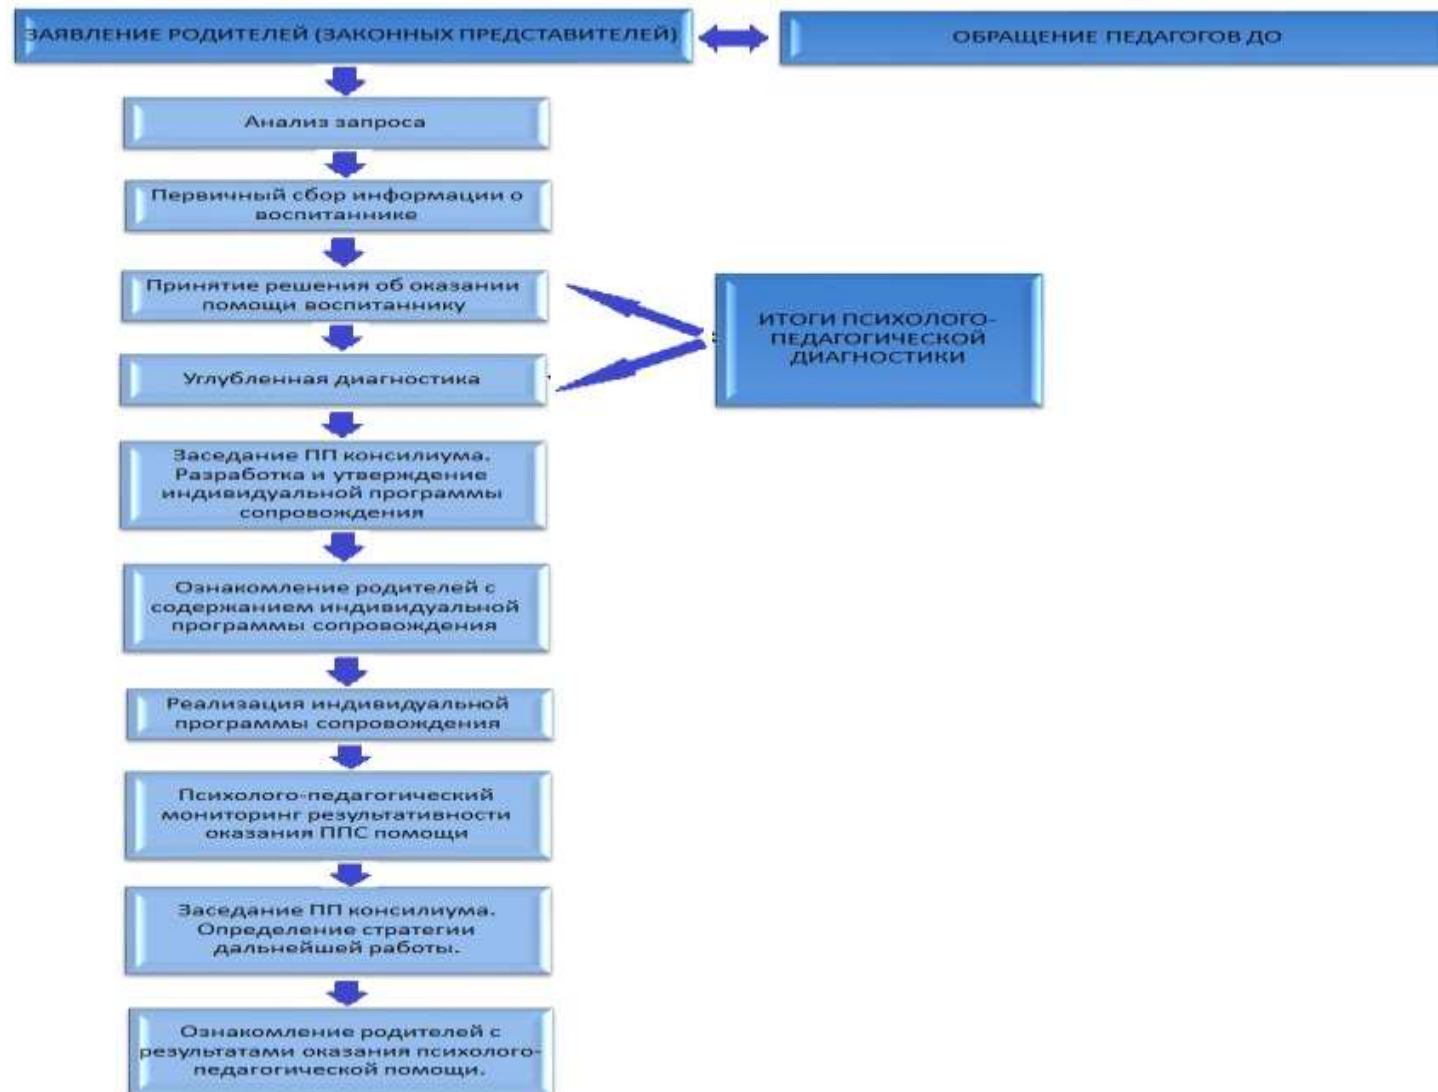 ЗАЯВЛЕНИЕ РОДИТЕЛЕЙ (ЗАКОННЫХ ПРЕДСТАВИТЕЛЕЙ)
ОБРАЩЕНИЕ ПЕДАГОГОВ ДО
Анализ запроса
Первичный сбор информации о
воспитаннике
Принятие решения об оказании
помощи воспитаннику
ИТОГИ ПСИХОЛОГО-
ПЕДАГОГИЧЕСКОЙ
ДИАГНОСТИКИ
Углубленная диагностика
Заседание ПП консилиума.
Разработка и утверждение
индивидуальной программы
сопровождения
Ознакомление родителей с
содержанием индивидуальной
программы сопровождения
Реализация индивидуальной
программы сопровождения
Психолого-педагогический
мониторинг результативности
оказания ППС помощи
Заседание ПП консилиума.
Определение стратегии
дальнейшей работы.
Ознакомление родителей с
результатами оказания психолого-
педагогической помощи.